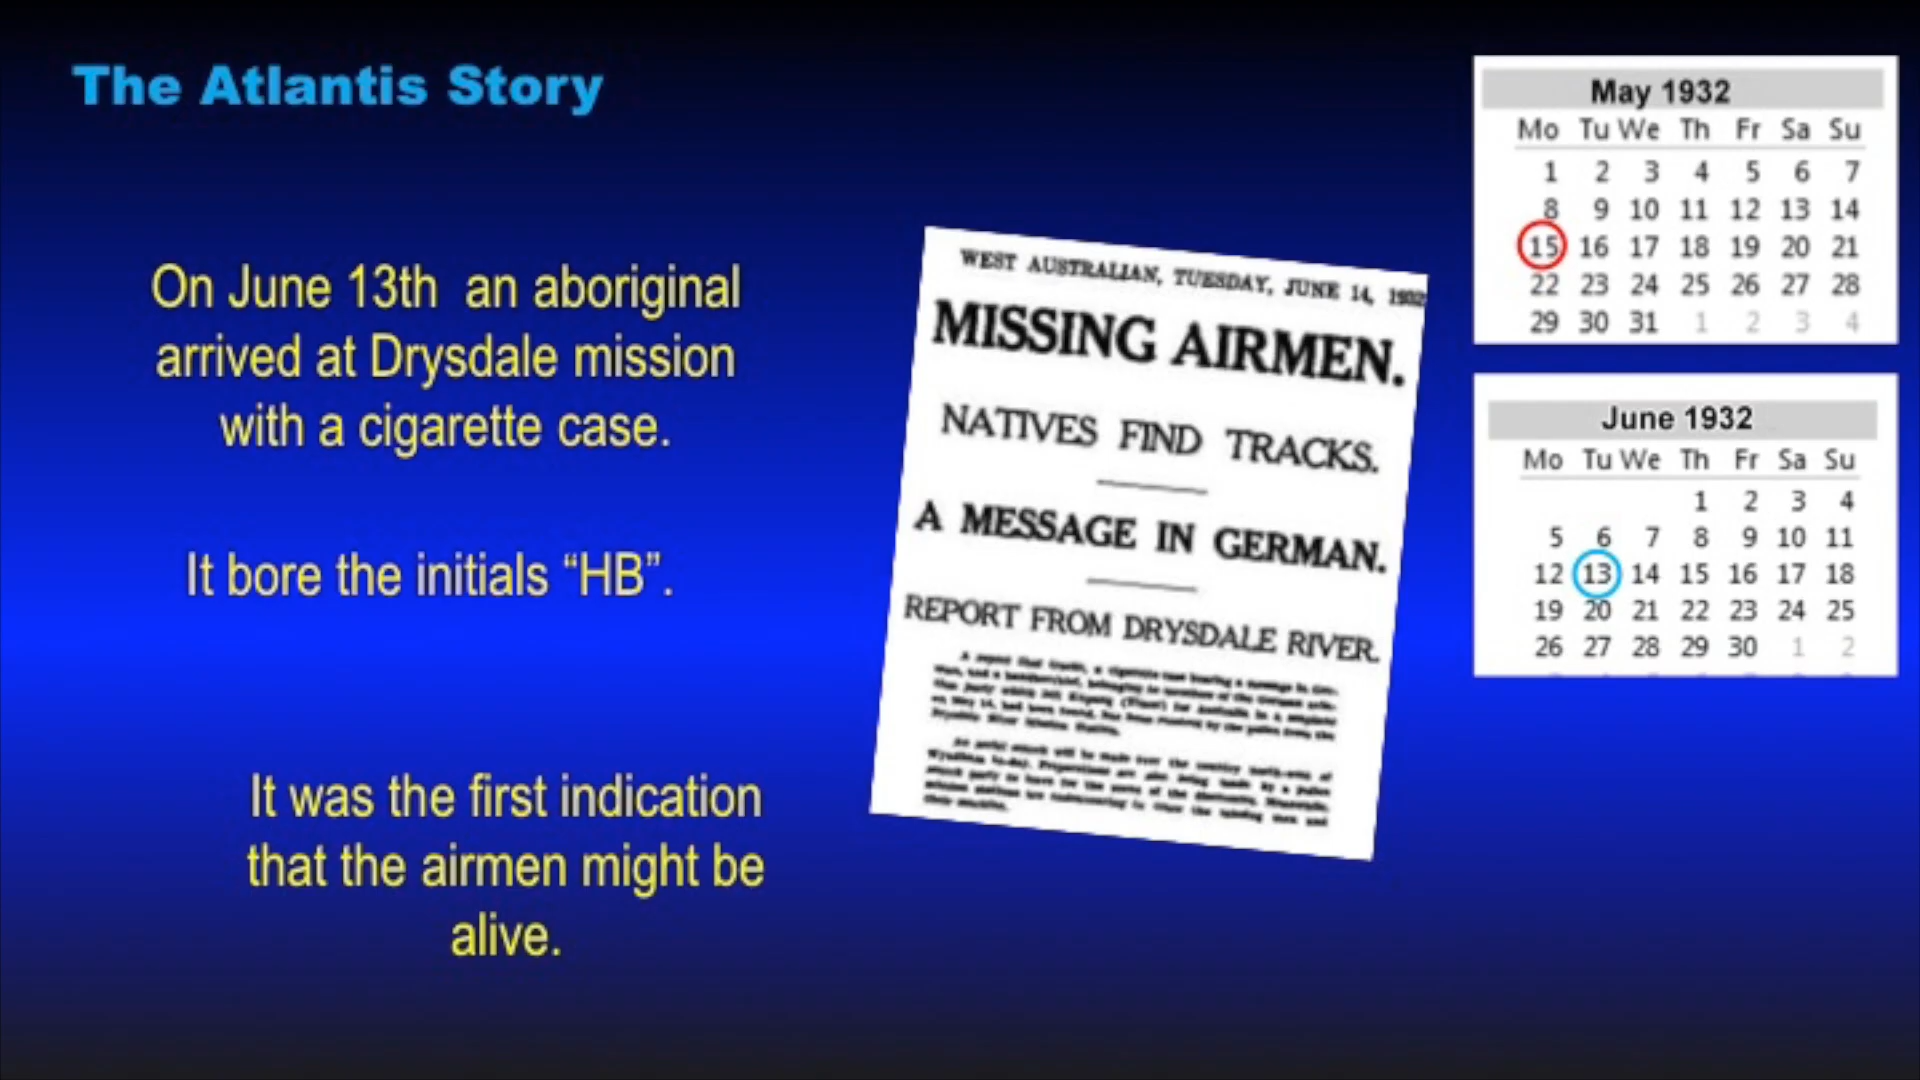 The Atlantis Story
On June 13th an aboriginal
arrived at Drysdale mission
with a cigarette case.
It bore the initials “HB”.
It was the first indication
that the airmen might be
alive.
WEST AUSTRALIAN, TUESDAY, JUNE 14, 1932
MISSING AIRMEN.
NATIVES FIND TRACKS.
A MESSAGE IN GERMAN.
REPORT FROM DRYSDALE RIVER.
May 1932
Mo Tu We Th Fr Sa Su
1 2 3 4 5 6 7
8 9 10 11 12 13 14
15 16 17 18 19 20 21
22 23 24 25 26 27 28
29 30 31 1 2 3 4
June 1932
Mo Tu We Th Fr Sa Su
1 2 3 4
5 6 7 8 9 10 11
12 13 14 15 16 17 18
19 20 21 22 23 24 25
26 27 28 29 30 1 2